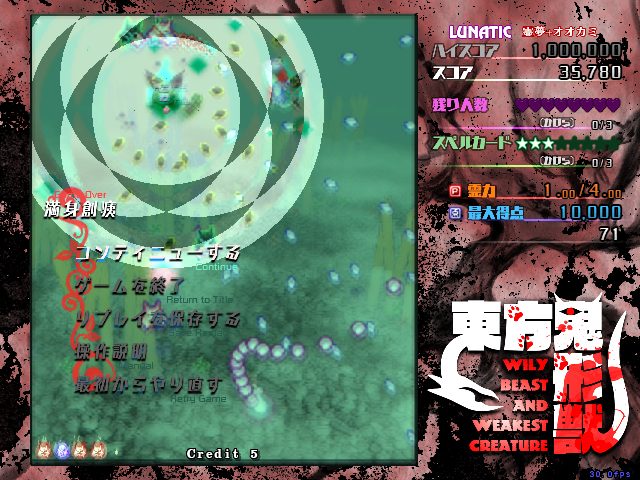 LUNATIC 霊夢+オオカミ
ハイスコア 1,000,000
スコア 35,780
残り人数
(かけら) 0/3
スペルカード ★★★★★★★★★
(かけら) 0/3
P 霊力 1.00/4.00
最大得点 10,000
71
Over
満身創痍
コンティニューする
Continue
ゲームを終了
Return to Title
リプレイを保存する
Save Replay
操作説明
Manual
最初からやり直す
Retry Game
Credit 5
東方鬼形獣
WILY
BEAST
AND
WEAKEST
CREATURE
30.0fps